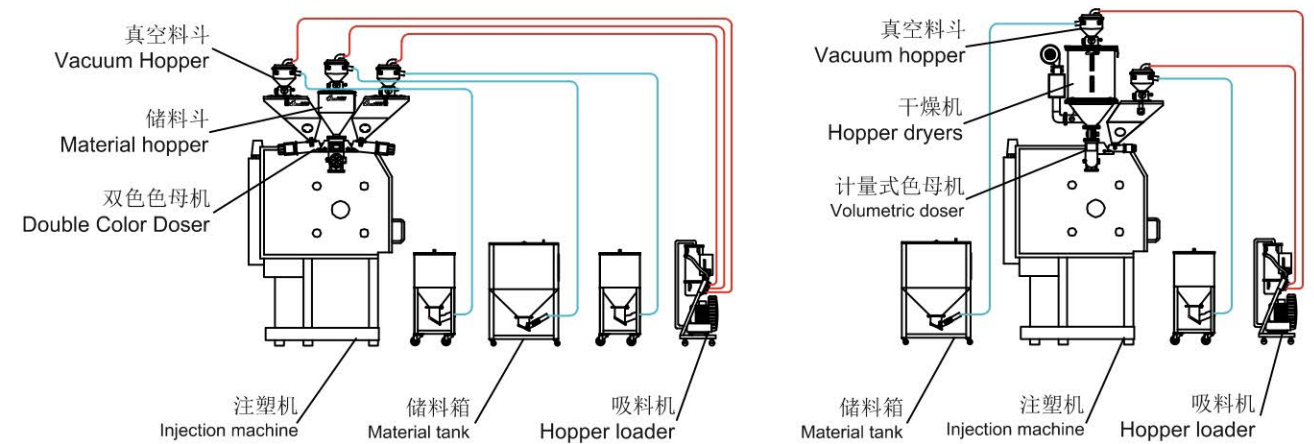 真空料斗
Vacuum Hopper
储料斗
Material hopper
双色色母机
Double Color Doser
注塑机
Injection machine
储料箱
Material tank
吸料机
Hopper loader
真空料斗
Vacuum hopper
干燥机
Hopper dryers
计量式色母机
Volumetric doser
储料箱
Material tank
注塑机
Injection machine
吸料机
Hopper loader